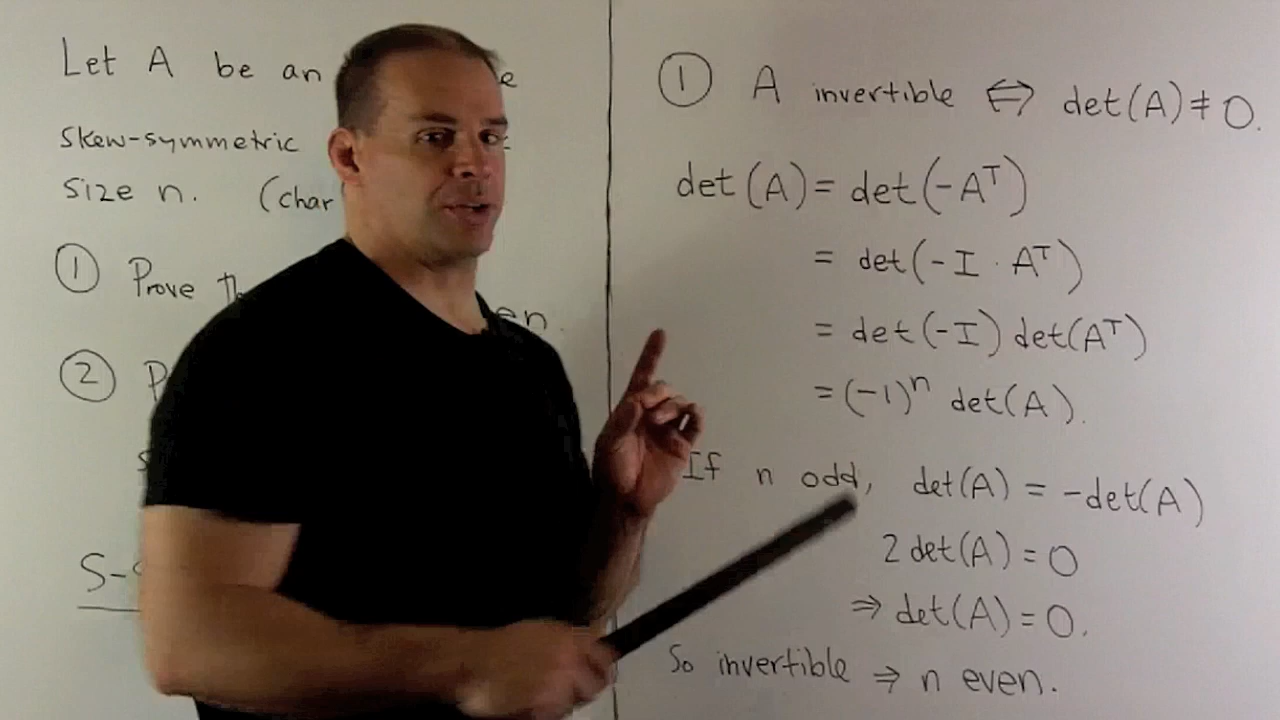 Let A be an
skew-symmetric
size n. (char
① Prove
en.
②
S-
① A invertible ⇔ det(A) ≠ 0.
det(A) = det(-Aᵀ)
= det(-I · Aᵀ)
= det(-I) det(Aᵀ)
= (-1)ⁿ det(A).
If n odd, det(A) = -det(A)
2 det(A) = 0
⇒ det(A) = 0.
So invertible ⇒ n even.